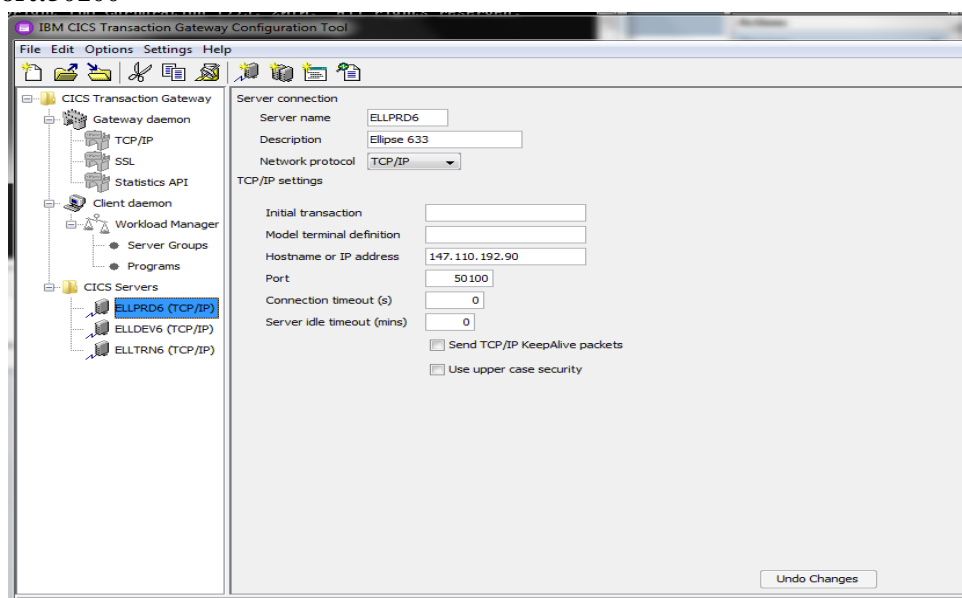 IBM CICS Transaction Gateway Configuration Tool
File Edit Options Settings Help
CICS Transaction Gateway
Gateway daemon
TCP/IP
SSL
Statistics API
Client daemon
Workload Manager
Server Groups
Programs
CICS Servers
ELLPRD6 (TCP/IP)
ELLDEV6 (TCP/IP)
ELLTRN6 (TCP/IP)
Server connection
Server name ELLPRD6
Description Ellipse 633
Network protocol TCP/IP
TCP/IP settings
Initial transaction
Model terminal definition
Hostname or IP address 147.110.192.90
Port 50100
Connection timeout (s) 0
Server idle timeout (mins) 0
Send TCP/IP KeepAlive packets
Use upper case security
Undo Changes